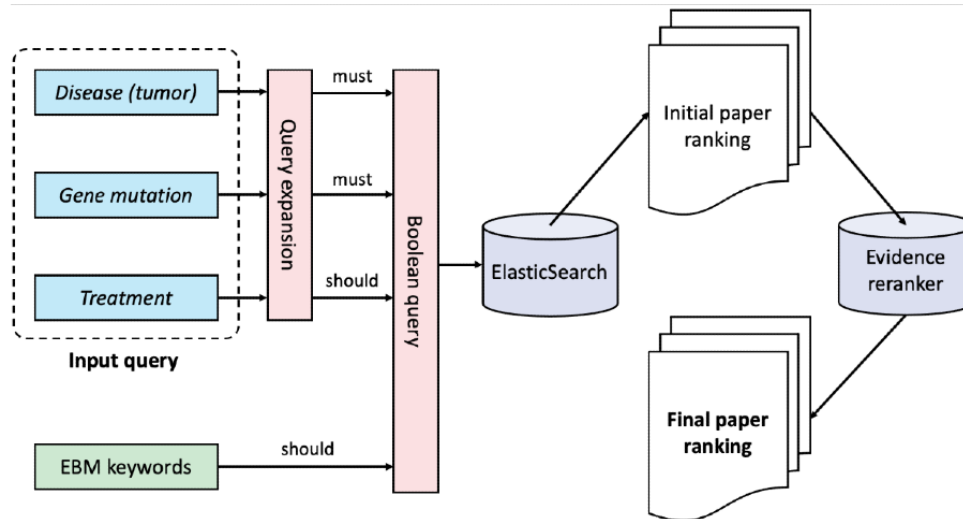 Disease (tumor)
Gene mutation
Treatment
Input query
EBM keywords
Query expansion
must
must
should
should
Boolean query
ElasticSearch
Initial paper
ranking
Evidence
reranker
Final paper
ranking